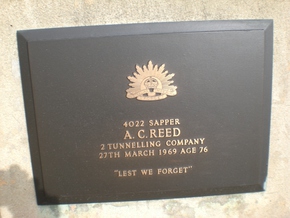 4022 SAPPER
A. C. REED
2 TUNNELLING COMPANY
27TH MARCH 1969 AGE 76
"LEST WE FORGET"